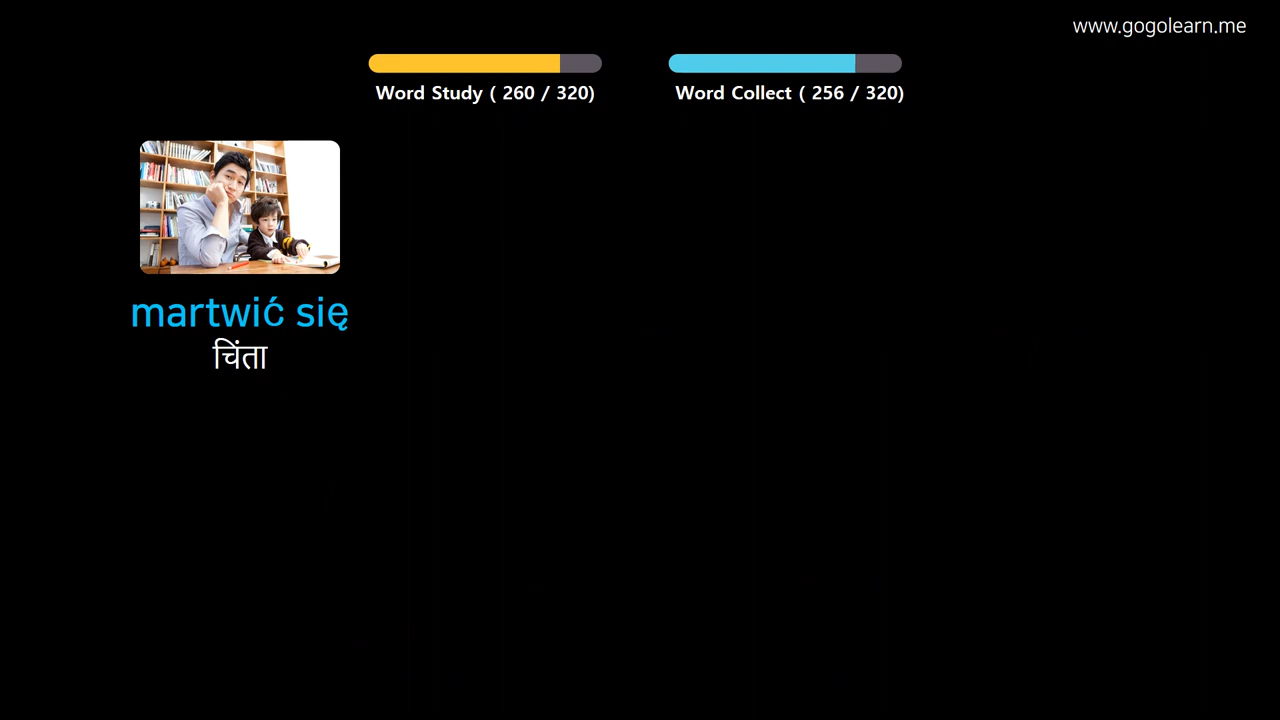 www.gogolearn.me
Word Study ( 260 / 320)
Word Collect ( 256 / 320)
martwić się
चिंता